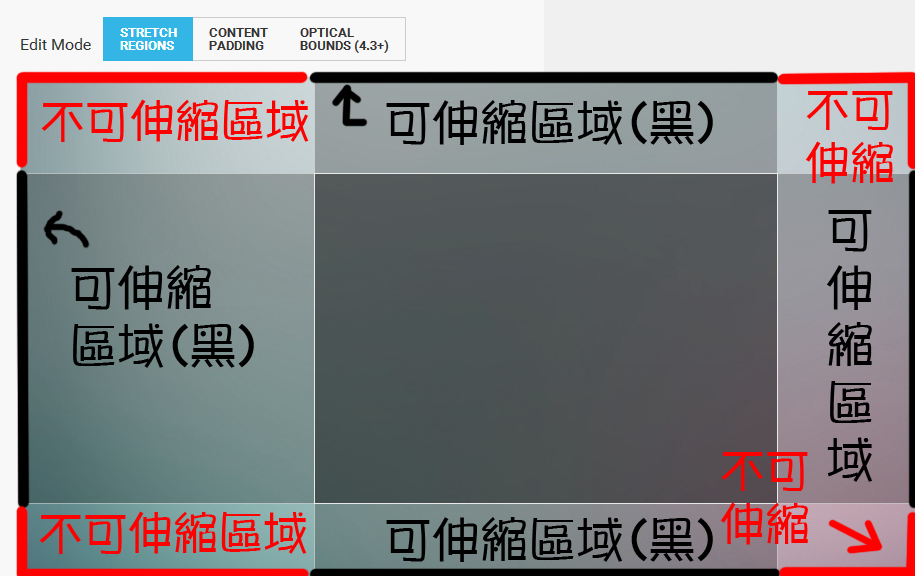 Edit Mode
STRETCH
REGIONS
CONTENT
PADDING
OPTICAL
BOUNDS (4.3+)
不可伸縮區域
可伸縮區域(黑)
不可
伸縮
可伸縮
區域(黑)
可
伸
縮
區
域
不可伸縮區域
可伸縮區域(黑)
不可
伸縮